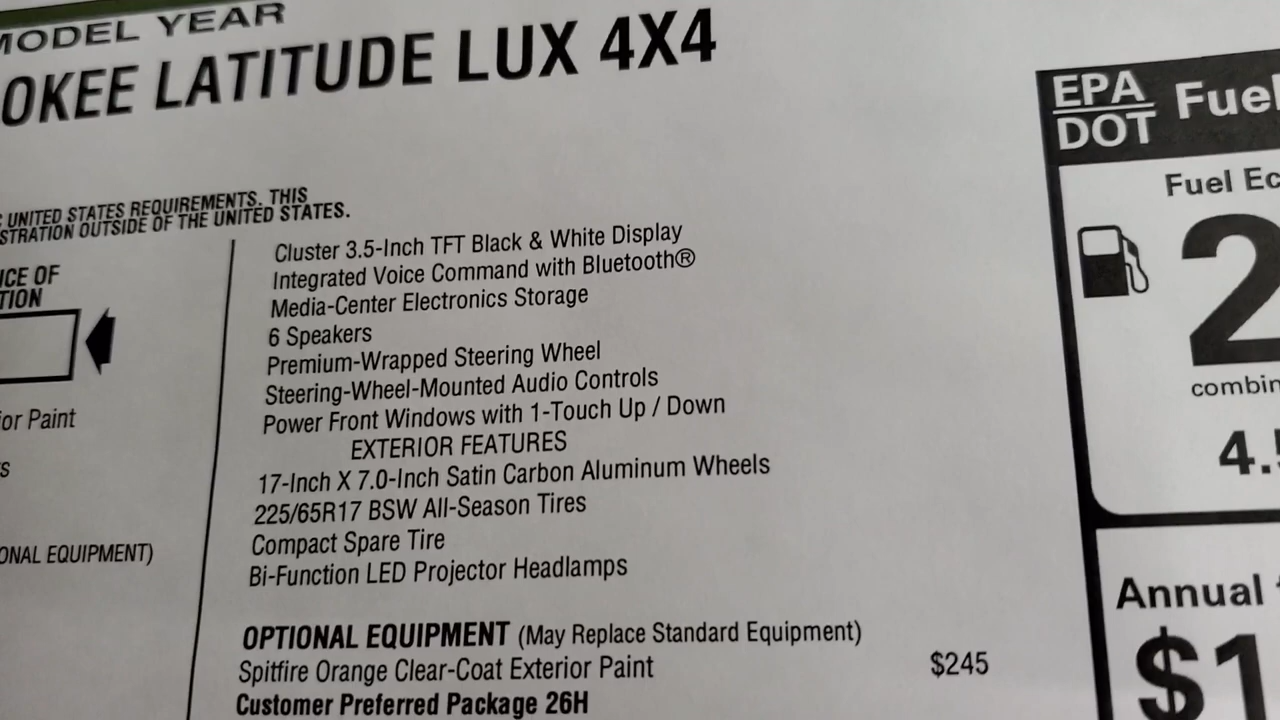 MODEL YEAR
OKEE LATITUDE LUX 4X4
UNITED STATES REQUIREMENTS. THIS
STRATION OUTSIDE OF THE UNITED STATES.
ICE OF
TION
ior Paint
s
ONAL EQUIPMENT)
Cluster 3.5-Inch TFT Black & White Display
Integrated Voice Command with Bluetooth®
Media-Center Electronics Storage
6 Speakers
Premium-Wrapped Steering Wheel
Steering-Wheel-Mounted Audio Controls
Power Front Windows with 1-Touch Up / Down
EXTERIOR FEATURES
17-Inch X 7.0-Inch Satin Carbon Aluminum Wheels
225/65R17 BSW All-Season Tires
Compact Spare Tire
Bi-Function LED Projector Headlamps
OPTIONAL EQUIPMENT (May Replace Standard Equipment)
Spitfire Orange Clear-Coat Exterior Paint $245
Customer Preferred Package 26H
EPA
DOT
Fuel
Fuel Ec
2
combin
4.
Annual
$1